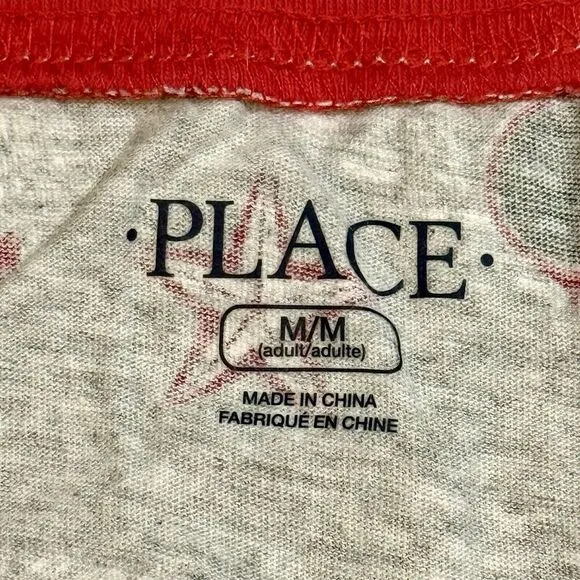 ·PLACE·
M/M
(adult/adulte)
MADE IN CHINA
FABRIQUÉ EN CHINE